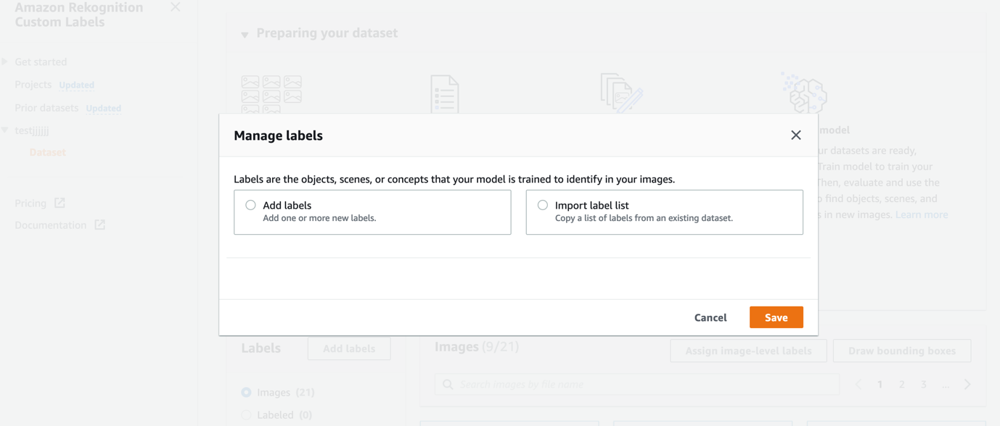 Amazon Rekognition
Custom Labels
Get started
Projects Updated
Prior datasets Updated
testjjjjjj
Dataset
Pricing
Documentation
Preparing your dataset
model
ur datasets are ready,
Train model to train your
Then, evaluate and use the
o find objects, scenes, and
s in new images. Learn more
Manage labels
Labels are the objects, scenes, or concepts that your model is trained to identify in your images.
Add labels
Add one or more new labels.
Import label list
Copy a list of labels from an existing dataset.
Cancel
Save
Labels
Add labels
Images (21)
Labeled (0)
Images (9/21)
Assign image-level labels
Draw bounding boxes
Search images by file name
1 2 3 ...